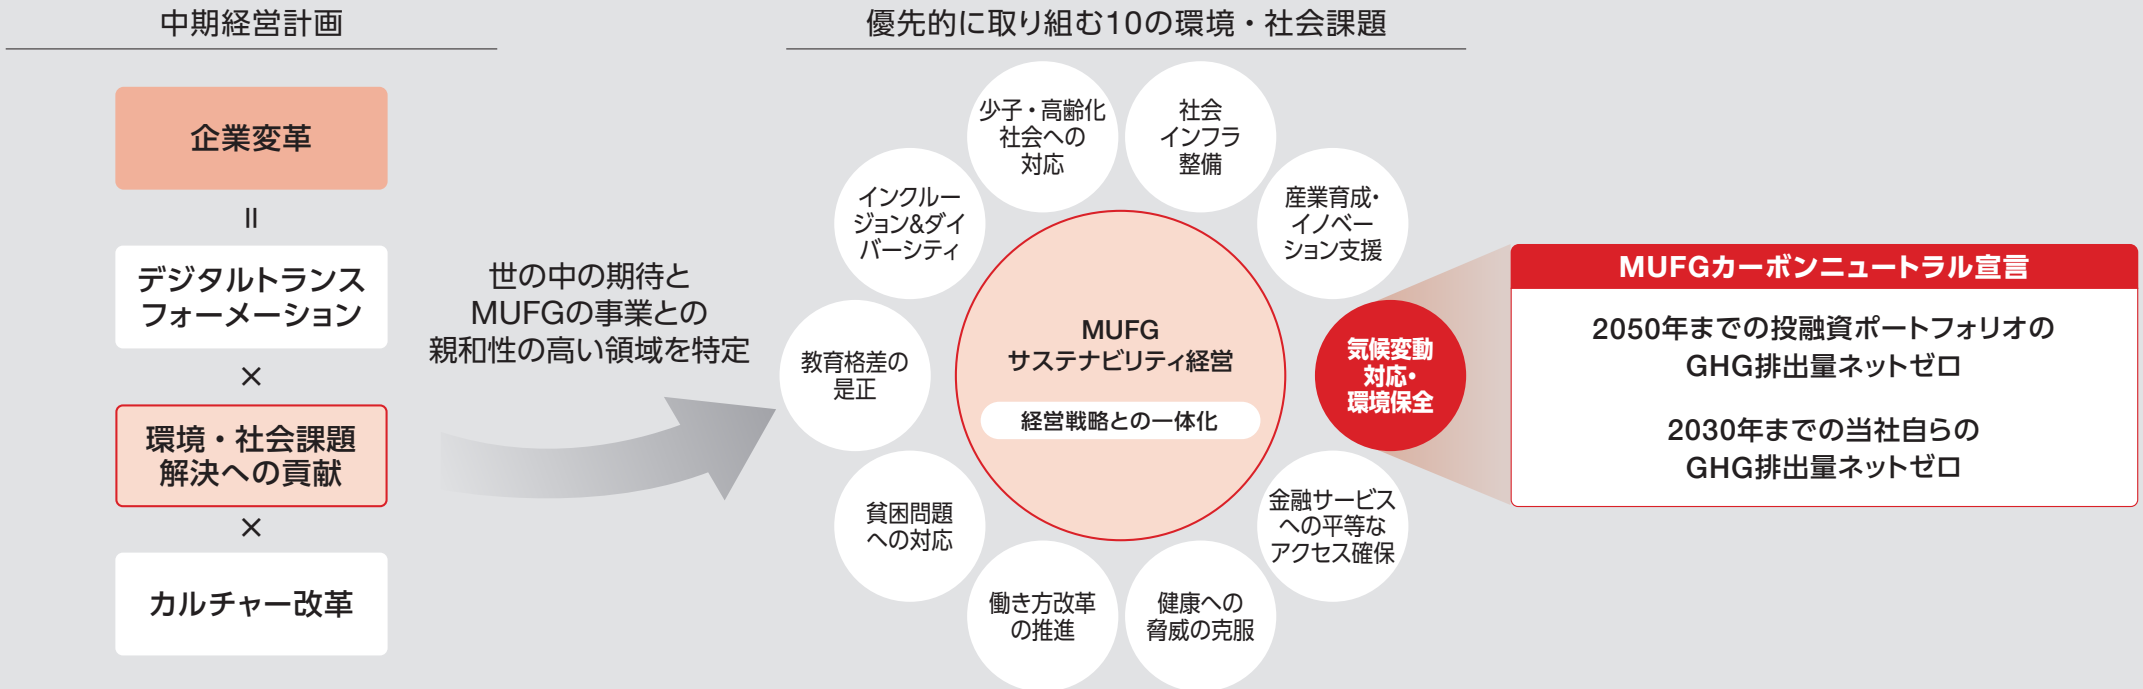 中期経営計画
企業変革
=
デジタルトランス
フォーメーション
×
環境・社会課題
解決への貢献
×
カルチャー改革
世の中の期待と
MUFGの事業との
親和性の高い領域を特定
優先的に取り組む10の環境・社会課題
少子・高齢化
社会への
対応
社会
インフラ
整備
産業育成・
イノベー
ション支援
気候変動
対応・
環境保全
金融サービス
への平等な
アクセス確保
健康への
脅威の克服
働き方改革
の推進
貧困問題
への対応
教育格差の
是正
インクルー
ジョン&ダイ
バーシティ
MUFG
サステナビリティ経営
経営戦略との一体化
MUFGカーボンニュートラル宣言
2050年までの投融資ポートフォリオの
GHG排出量ネットゼロ
2030年までの当社自らの
GHG排出量ネットゼロ